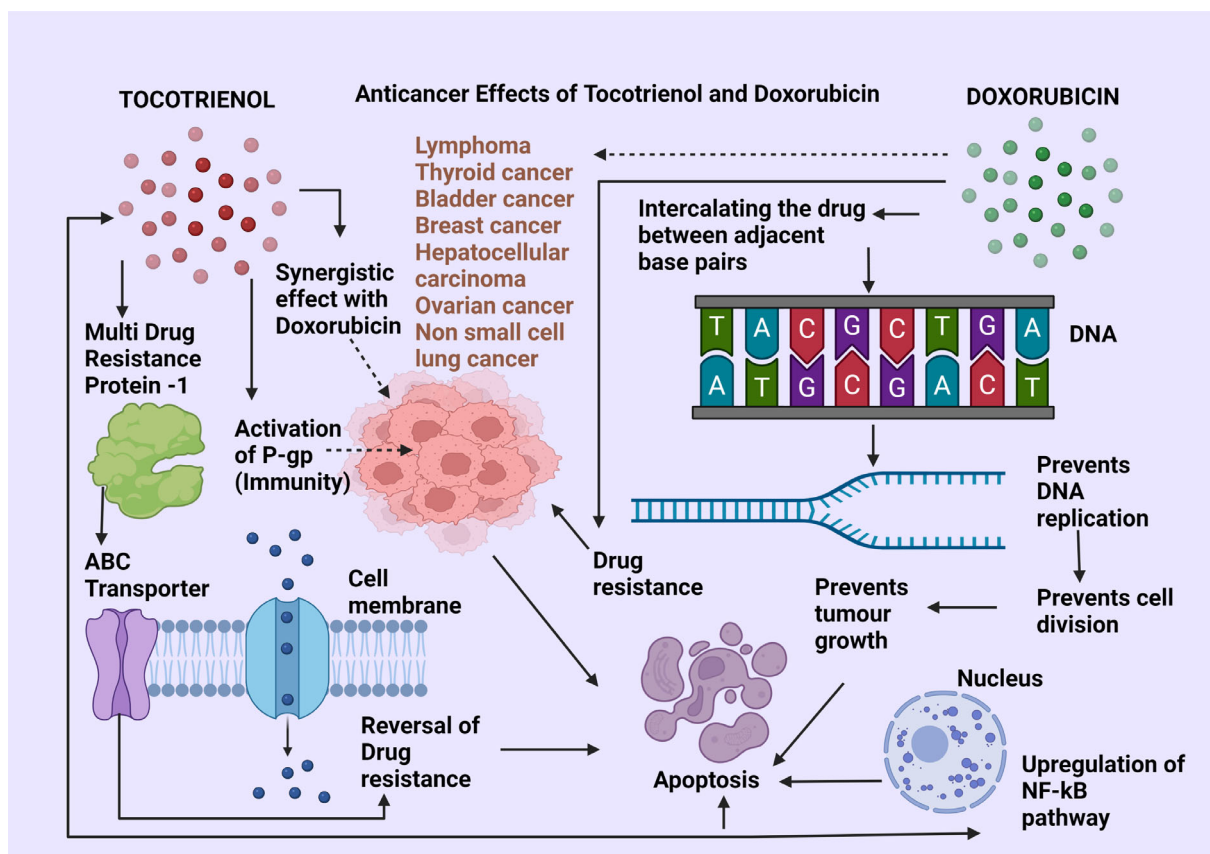 Anticancer Effects of Tocotrienol and Doxorubicin
TOCOTRIENOL
DOXORUBICIN
Lymphoma
Thyroid cancer
Bladder cancer
Breast cancer
Hepatocellular
carcinoma
Ovarian cancer
Non small cell
lung cancer
Intercalating the drug
between adjacent
base pairs
Synergistic
effect with
Doxorubicin
Multi Drug
Resistance
Protein -1
T A C G C T G A
A T G C G A C T
DNA
Activation
of P-gp
(Immunity)
Prevents
DNA
replication
ABC
Transporter
Cell
membrane
Drug
resistance
Prevents
tumour
growth
Prevents cell
division
Nucleus
Reversal of
Drug
resistance
Apoptosis
Upregulation of
NF-kB
pathway